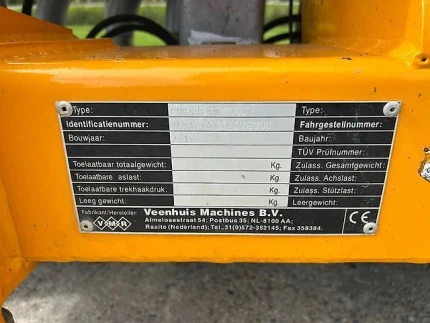 Type: Type:
Identificatienummer: Fahrgestellnummer:
Bouwjaar: Baujahr:
TÜV Prüfnummer:
Toelaatbaar totaalgewicht: Kg. Zulass. Gesamtgewicht:
Toelaatbare aslast: Kg. Zulass. Achslast:
Toelaatbare trekhaakdruk: Kg. Zulass. Stützlast:
Leeg gewicht: Kg. Leergewicht:
Fabrikant/Hersteller: Veenhuis Machines B.V.
VMR Almelosestraat 54; Postbus 35; NL-8100 AA;
Raalte (Nederland); Tel.31(0)572-352145; Fax 358384. CE